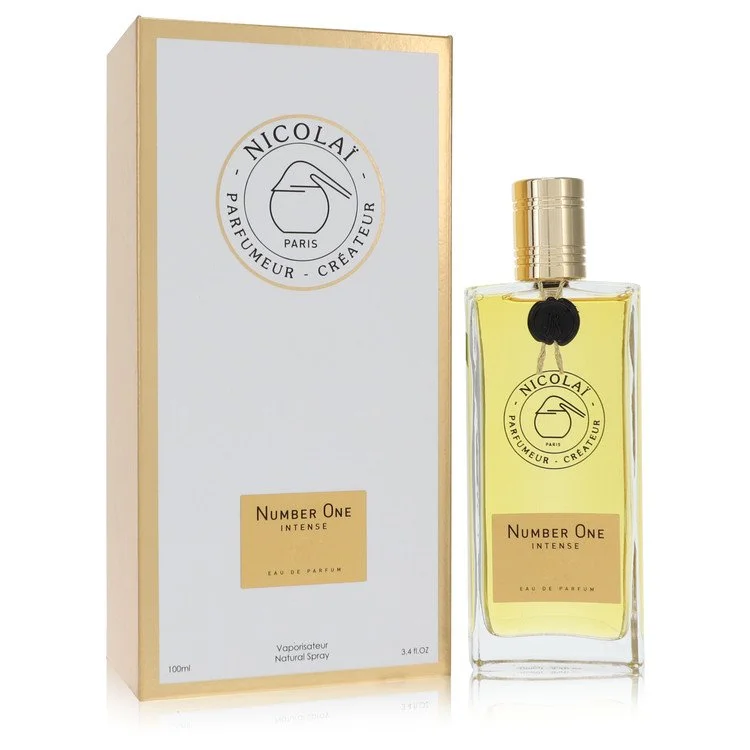 NICOLAÏ
PARFUMEUR - CRÉATEUR
PARIS
NUMBER ONE
INTENSE
EAU DE PARFUM
Vaporisateur
Natural Spray
100ml
3.4 fl.OZ
NICOLAÏ
PARFUMEUR - CRÉATEUR
PARIS
NUMBER ONE
INTENSE
EAU DE PARFUM